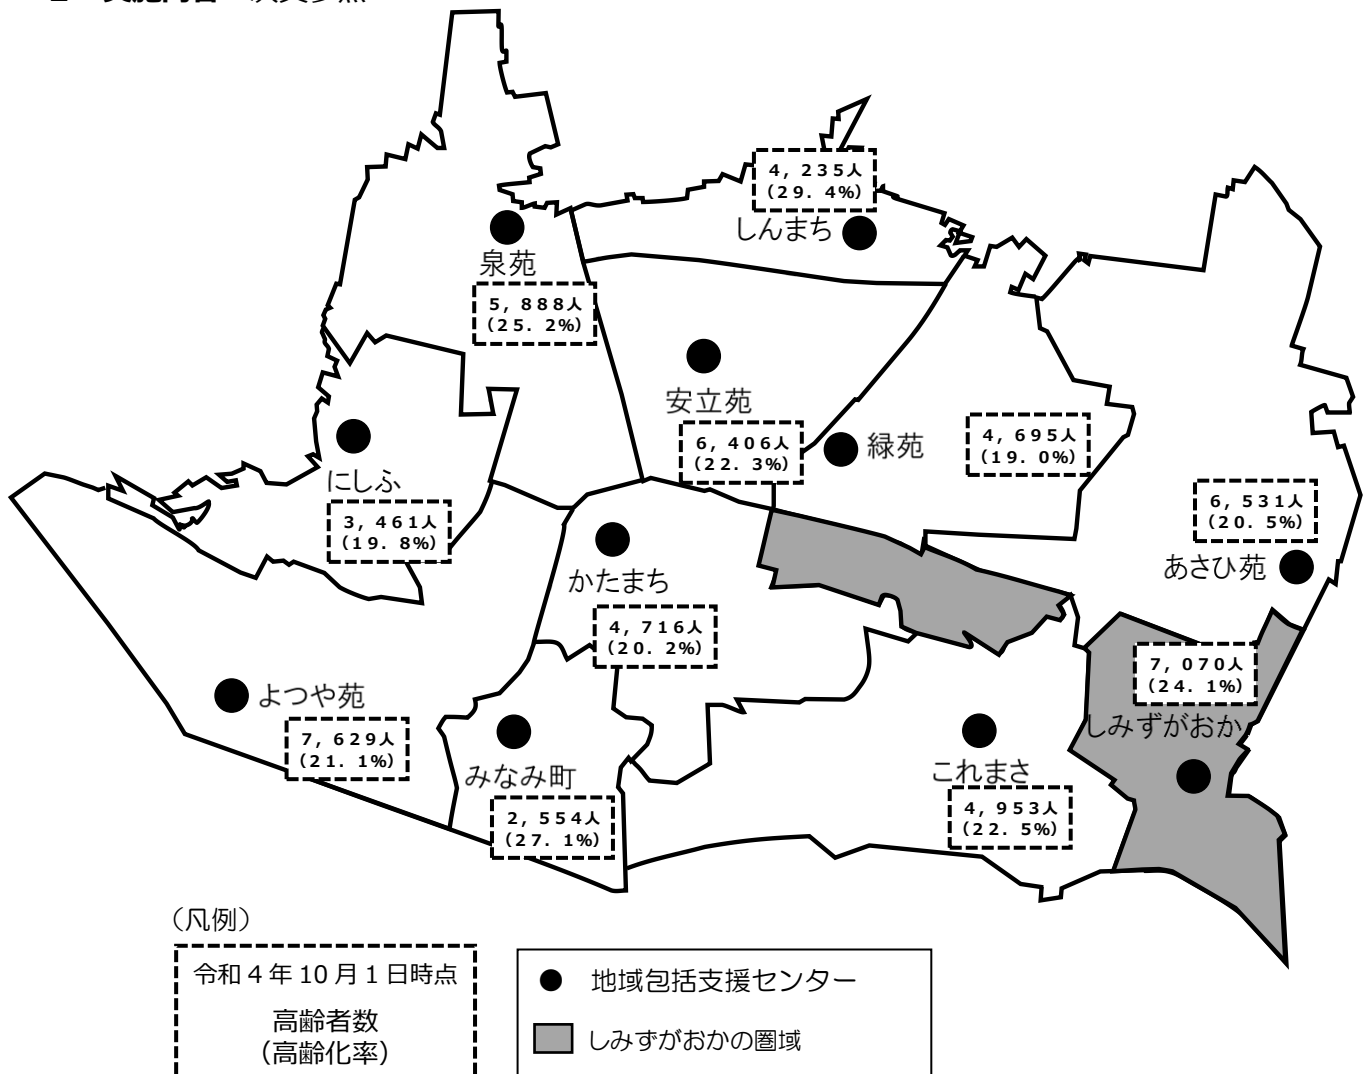 4,235人
(29.4%)
しんまち
泉苑
5,888人
(25.2%)
安立苑
6,406人
(22.3%)
緑苑
4,695人
(19.0%)
にしふ
3,461人
(19.8%)
6,531人
(20.5%)
あさひ苑
かたまち
4,716人
(20.2%)
7,070人
(24.1%)
しみずがおか
よつや苑
7,629人
(21.1%)
みなみ町
2,554人
(27.1%)
これまさ
4,953人
(22.5%)
(凡例)
令和4年10月1日時点
高齢者数
(高齢化率)
地域包括支援センター
しみずがおかの圏域